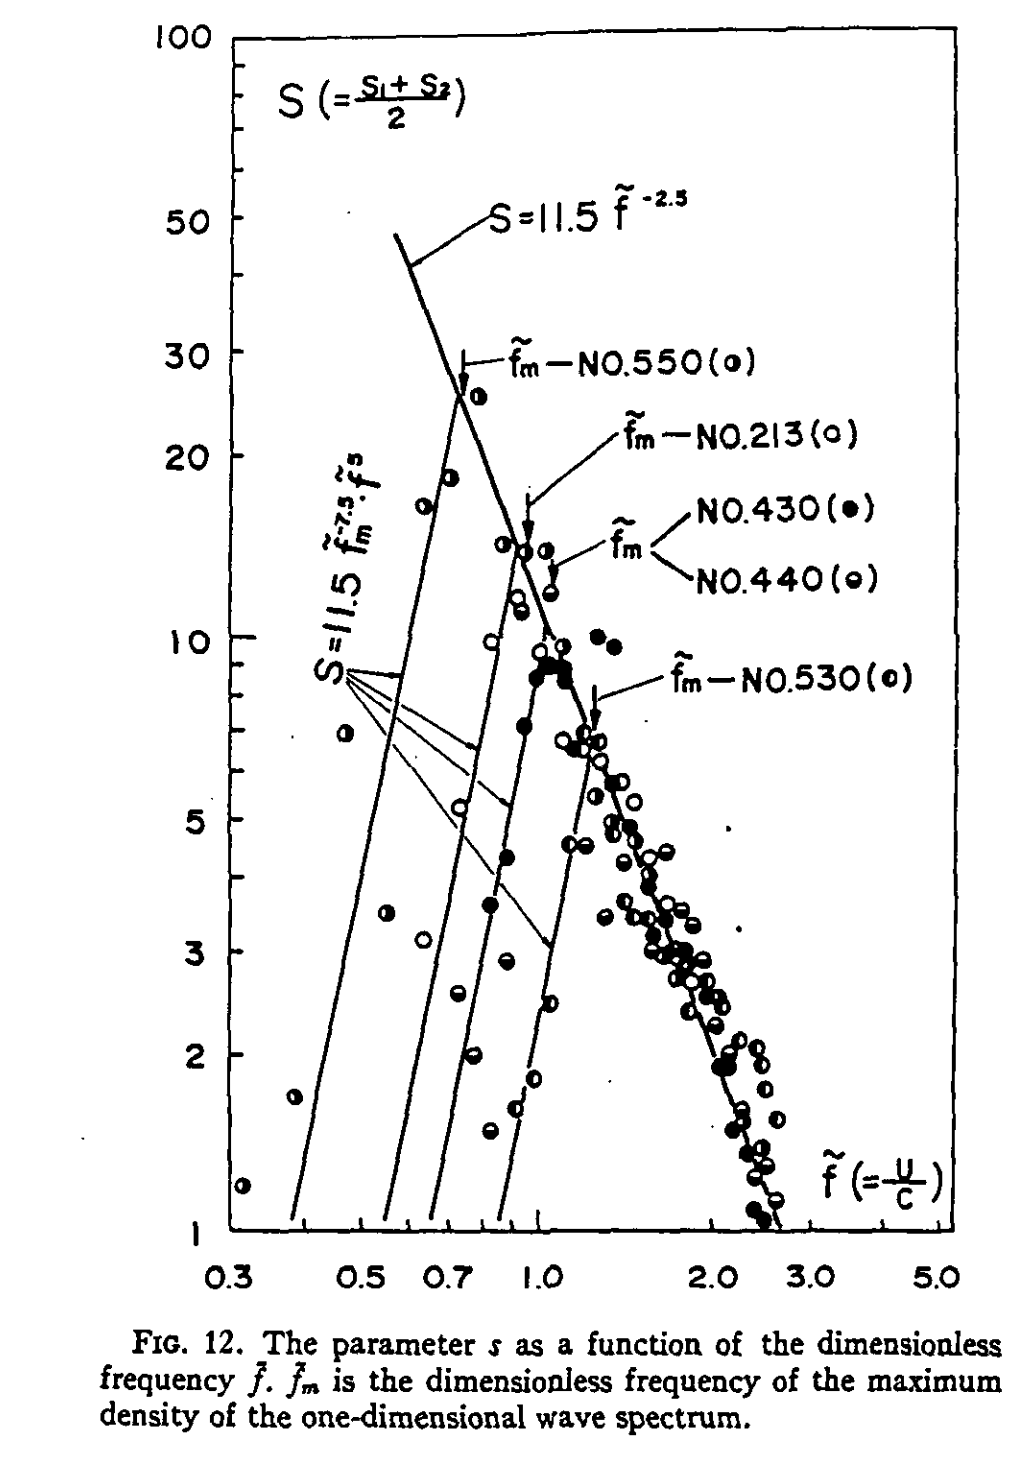 100
S (= S₁ + S₂ / 2)
50
S = 11.5 f̃ ^-2.5
30
f̃m — NO.550 (◑)
20
f̃m — NO.213 (○)
S = 11.5 f̃m^-7.5 · f̃^5
f̃m
NO.430 (●)
NO.440 (◒)
10
f̃m — NO.530 (◐)
5
3
2
f̃ (= U / C)
1
0.3 0.5 0.7 1.0 2.0 3.0 5.0
FIG. 12. The parameter s as a function of the dimensionless
frequency f̃. f̃m is the dimensionless frequency of the maximum
density of the one-dimensional wave spectrum.